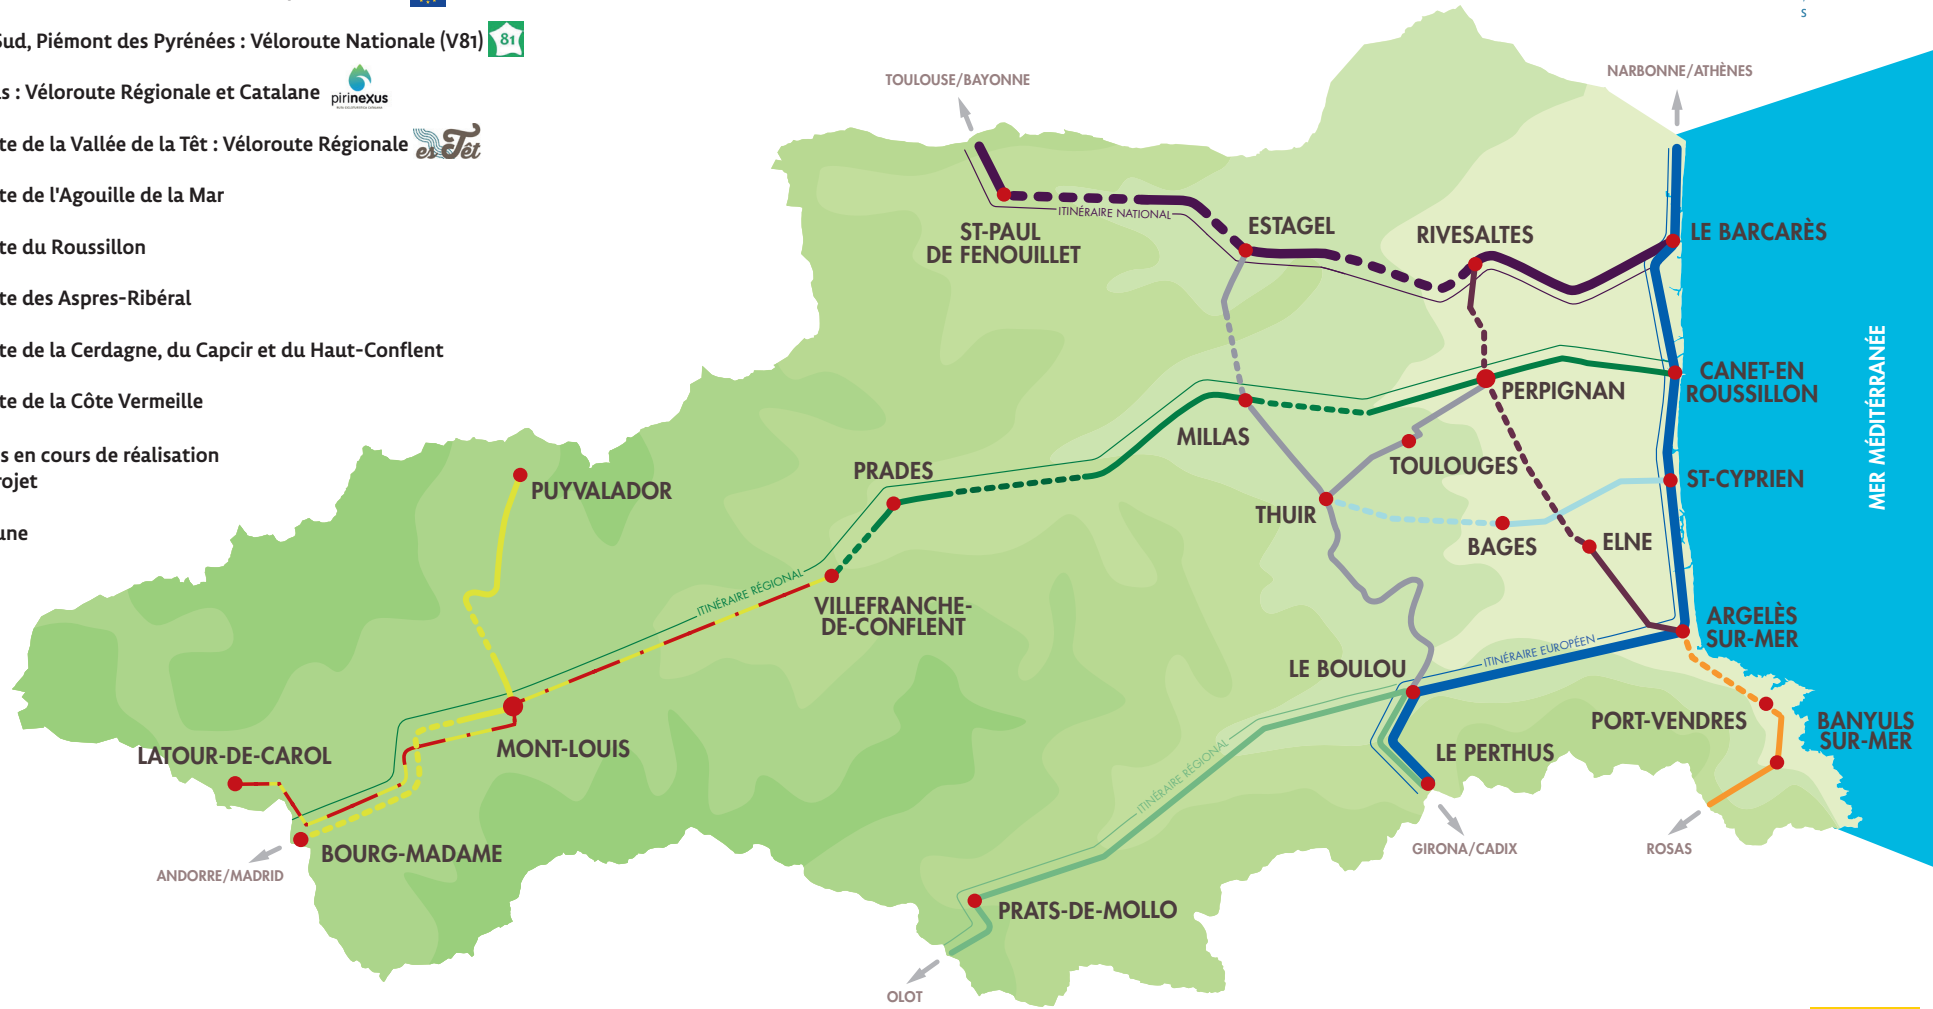 Sud, Piémont des Pyrénées : Véloroute Nationale (V81)
81
s : Véloroute Régionale et Catalane
pirinexus
te de la Vallée de la Têt : Véloroute Régionale
esTêt
te de l'Agouille de la Mar
te du Roussillon
te des Aspres-Ribéral
te de la Cerdagne, du Capcir et du Haut-Conflent
te de la Côte Vermeille
s en cours de réalisation
rojet
une
S
TOULOUSE/BAYONNE
NARBONNE/ATHÈNES
ITINÉRAIRE NATIONAL
ST-PAUL
DE FENOUILLET
ESTAGEL
RIVESALTES
LE BARCARÈS
MER MÉDITÉRRANÉE
CANET-EN
ROUSSILLON
PERPIGNAN
MILLAS
TOULOUGES
PRADES
PUYVALADOR
ST-CYPRIEN
THUIR
BAGES
ELNE
ITINÉRAIRE RÉGIONAL
VILLEFRANCHE-
DE-CONFLENT
ARGELÈS
SUR-MER
ITINÉRAIRE EUROPÉEN
LE BOULOU
PORT-VENDRES
BANYULS
SUR-MER
MONT-LOUIS
LATOUR-DE-CAROL
LE PERTHUS
ITINÉRAIRE RÉGIONAL
BOURG-MADAME
ANDORRE/MADRID
GIRONA/CADIX
ROSAS
PRATS-DE-MOLLO
OLOT